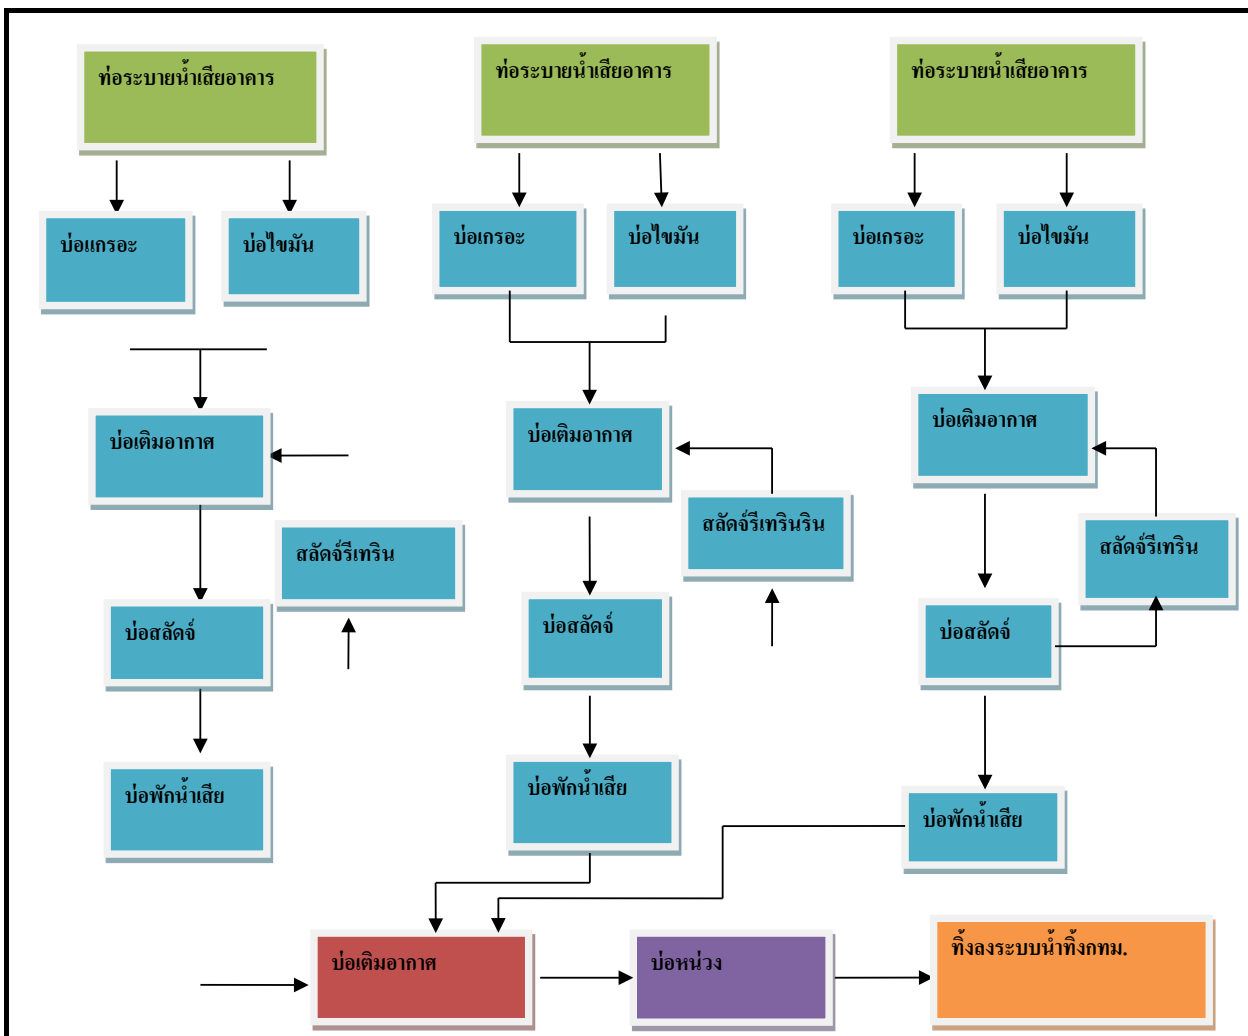 ท่อระบายน้ำเสียอาคาร
ท่อระบายน้ำเสียอาคาร
ท่อระบายน้ำเสียอาคาร
บ่อแกรอะ
บ่อไขมัน
บ่อเกรอะ
บ่อไขมัน
บ่อเกรอะ
บ่อไขมัน
บ่อเติมอากาศ
บ่อเติมอากาศ
บ่อเติมอากาศ
สลัดจ์รีเทริน
สลัดจ์รีเทรินริน
สลัดจ์รีเทริน
บ่อสลัดจ์
บ่อสลัดจ์
บ่อสลัดจ์
บ่อพักน้ำเสีย
บ่อพักน้ำเสีย
บ่อพักน้ำเสีย
บ่อเติมอากาศ
บ่อหน่วง
ทิ้งลงระบบน้ำทิ้งกทม.